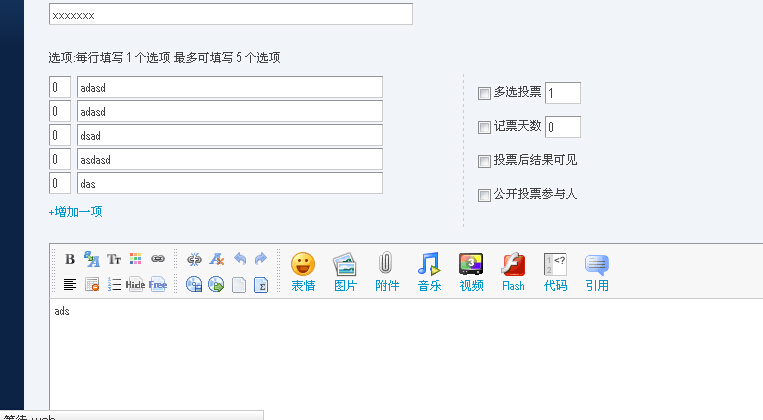 xxxxxxx
选项:每行填写 1 个选项 最多可填写 5 个选项
0 adasd
0 adasd
0 dsad
0 asdasd
0 das
+增加一项
多选投票 1
记票天数 0
投票后结果可见
公开投票参与人
B Tr
Hide Free
表情 图片 附件 音乐 视频 Flash 代码 引用
ads